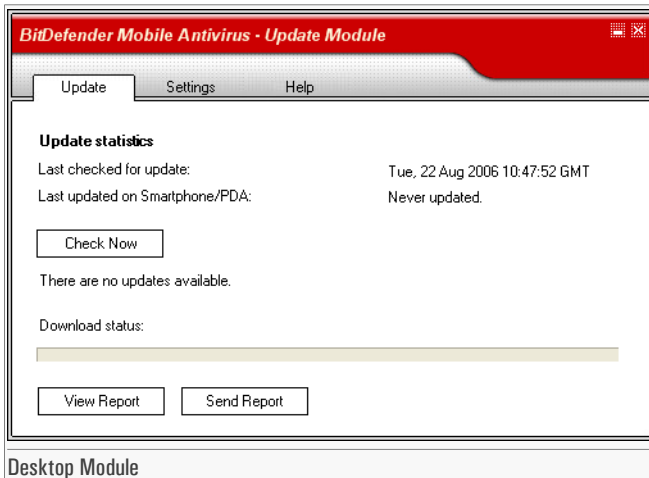 BitDefender Mobile Antivirus - Update Module
Update Settings Help
Update statistics
Last checked for update: Tue, 22 Aug 2006 10:47:52 GMT
Last updated on Smartphone/PDA: Never updated.
Check Now
There are no updates available.
Download status:
View Report Send Report
Desktop Module